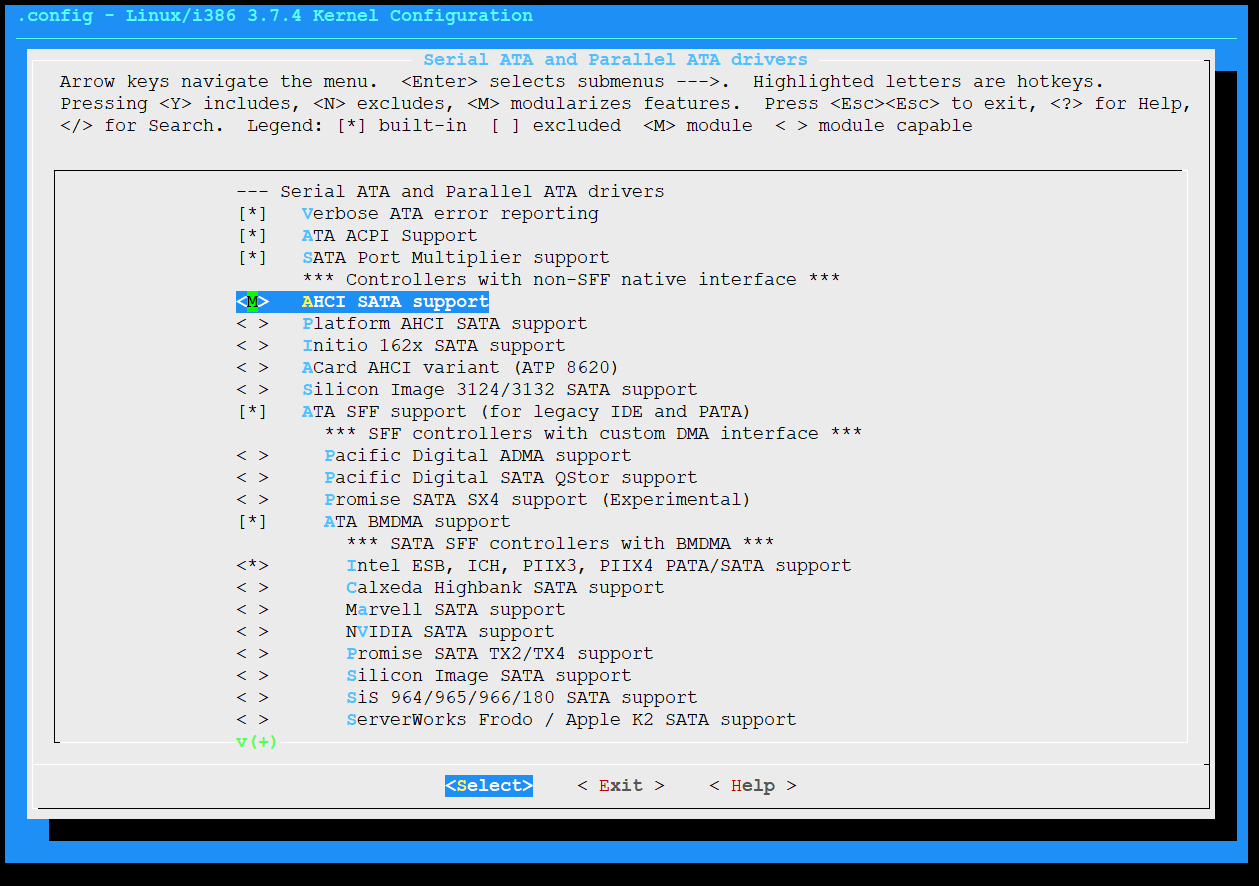 .config - Linux/i386 3.7.4 Kernel Configuration
Serial ATA and Parallel ATA drivers
Arrow keys navigate the menu.  <Enter> selects submenus --->.  Highlighted letters are hotkeys.
Pressing <Y> includes, <N> excludes, <M> modularizes features.  Press <Esc><Esc> to exit, <?> for Help,
</> for Search.  Legend: [*] built-in  [ ] excluded  <M> module  < > module capable
--- Serial ATA and Parallel ATA drivers
[*]   Verbose ATA error reporting
[*]   ATA ACPI Support
[*]   SATA Port Multiplier support
*** Controllers with non-SFF native interface ***
<M>   AHCI SATA support
< >   Platform AHCI SATA support
< >   Initio 162x SATA support
< >   ACard AHCI variant (ATP 8620)
< >   Silicon Image 3124/3132 SATA support
[*]   ATA SFF support (for legacy IDE and PATA)
*** SFF controllers with custom DMA interface ***
< >     Pacific Digital ADMA support
< >     Pacific Digital SATA QStor support
< >     Promise SATA SX4 support (Experimental)
[*]     ATA BMDMA support
*** SATA SFF controllers with BMDMA ***
<*>       Intel ESB, ICH, PIIX3, PIIX4 PATA/SATA support
< >       Calxeda Highbank SATA support
< >       Marvell SATA support
< >       NVIDIA SATA support
< >       Promise SATA TX2/TX4 support
< >       Silicon Image SATA support
< >       SiS 964/965/966/180 SATA support
< >       ServerWorks Frodo / Apple K2 SATA support
v(+)
<Select>    < Exit >    < Help >